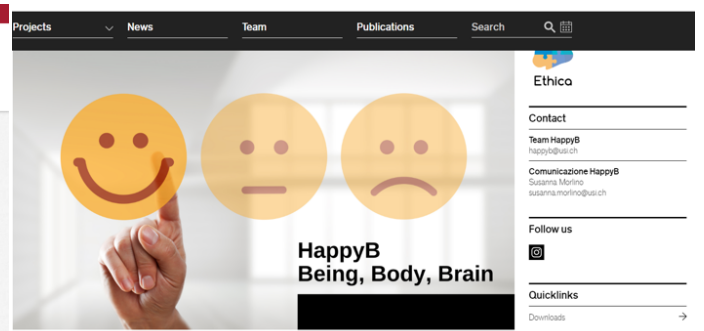 Projects
News
Team
Publications
Search
Ethica
Contact
Team HappyB
happyb@usi.ch
Comunicazione HappyB
Susanna Morlino
susanna.morlino@usi.ch
Follow us
Quicklinks
Downloads
HappyB
Being, Body, Brain